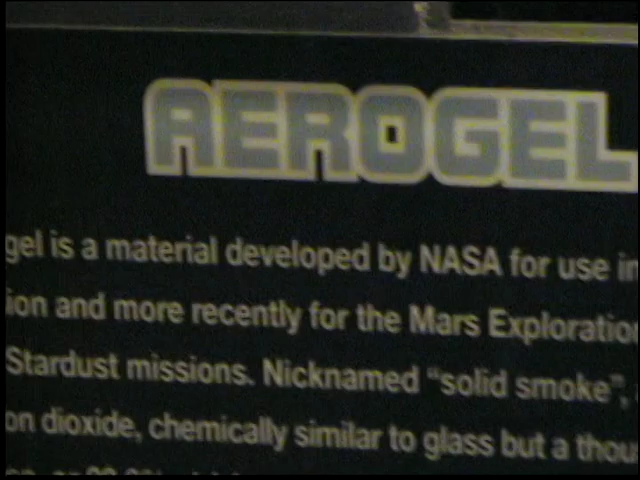 AEROGEL
gel is a material developed by NASA for use in
ion and more recently for the Mars Exploratio
Stardust missions. Nicknamed "solid smoke",
on dioxide, chemically similar to glass but a thou